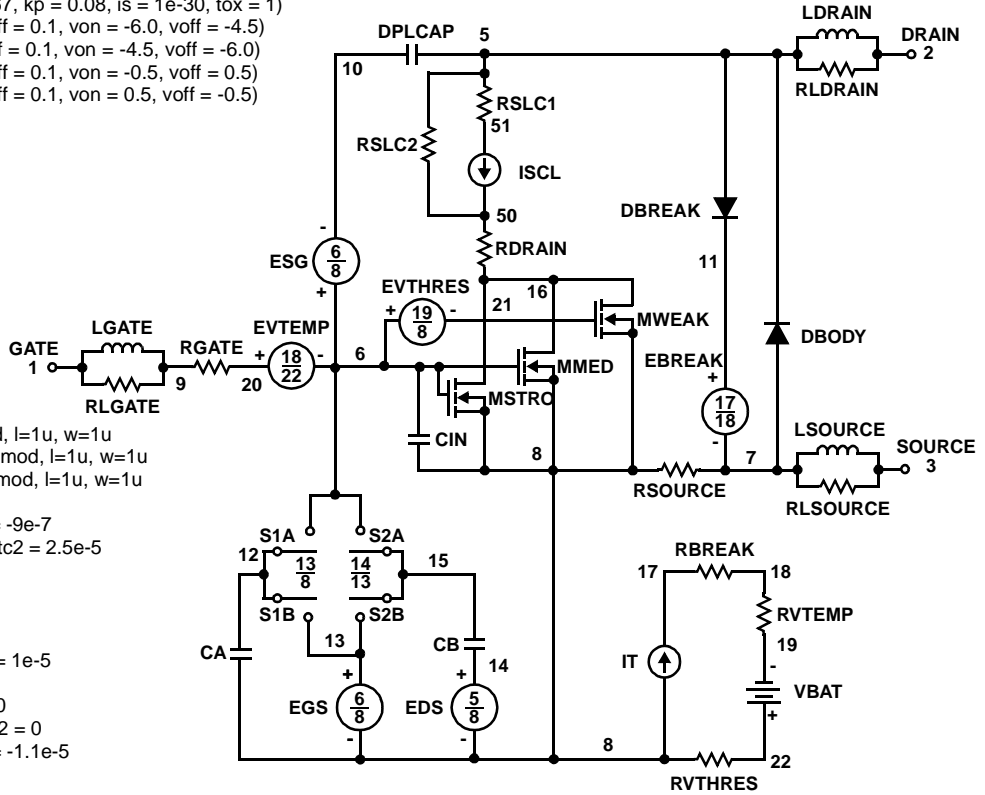 7, kp = 0.08, is = 1e-30, tox = 1)
ff = 0.1, von = -6.0, voff = -4.5)
f = 0.1, von = -4.5, voff = -6.0)
ff = 0.1, von = -0.5, voff = 0.5)
ff = 0.1, von = 0.5, voff = -0.5)
LDRAIN
DPLCAP
5
DRAIN
2
10
RLDRAIN
RSLC1
51
RSLC2
ISCL
50
DBREAK
RDRAIN
-
ESG
6
8
+
11
EVTHRES
16
21
+
19
8
-
MWEAK
LGATE
EVTEMP
DBODY
GATE
1
RGATE
+
18
22
-
6
MMED
EBREAK
+
9
20
MSTRO
17
18
-
RLGATE
CIN
LSOURCE
SOURCE
3
8
7
RSOURCE
RLSOURCE
d, l=1u, w=1u
mod, l=1u, w=1u
mod, l=1u, w=1u
= -9e-7
tc2 = 2.5e-5
S1A
S2A
12
13
8
14
13
15
RBREAK
17
18
S1B
S2B
RVTEMP
13
CB
19
CA
14
IT
-
= 1e-5
+
+
VBAT
0
EGS
6
8
EDS
5
8
+
2 = 0
-
-
8
= -1.1e-5
22
RVTHRES